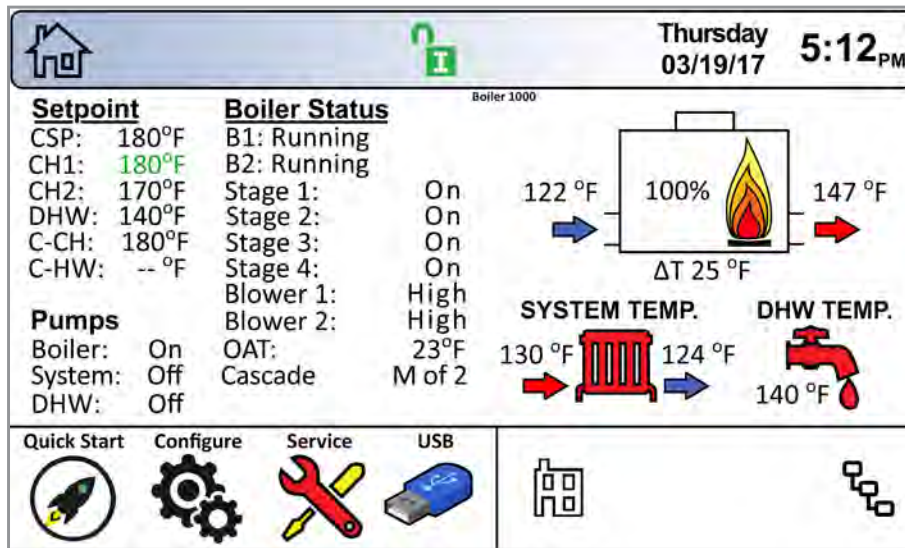 Thursday
03/19/17
5:12 PM
I
Boiler 1000
Setpoint
CSP: 180°F
CH1: 180°F
CH2: 170°F
DHW: 140°F
C-CH: 180°F
C-HW: -- °F
Pumps
Boiler: On
System: Off
DHW: Off
Boiler Status
B1: Running
B2: Running
Stage 1: On
Stage 2: On
Stage 3: On
Stage 4: On
Blower 1: High
Blower 2: High
OAT: 23°F
Cascade M of 2
122 °F
100%
147 °F
ΔT 25 °F
SYSTEM TEMP.
130 °F
124 °F
DHW TEMP.
140 °F
Quick Start
Configure
Service
USB